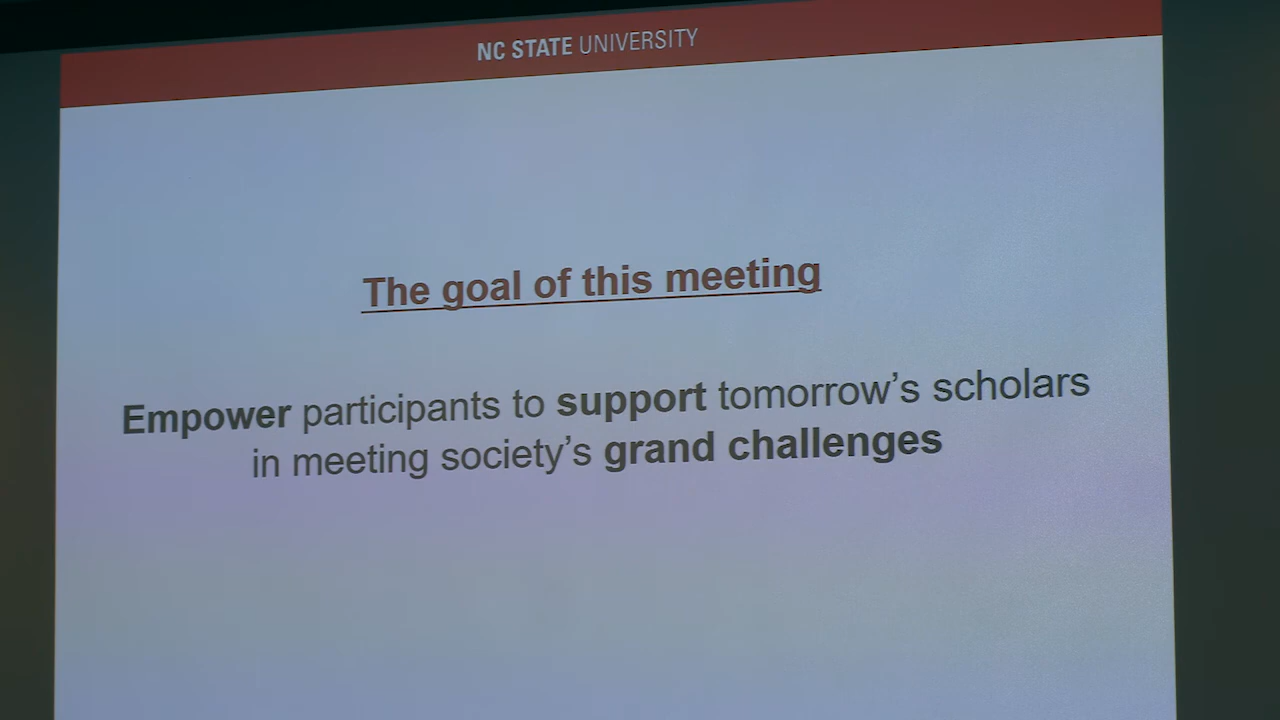 NC STATE UNIVERSITY
The goal of this meeting
Empower participants to support tomorrow’s scholars
in meeting society’s grand challenges